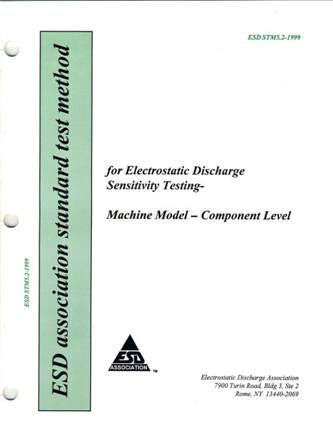 ESD STM5.2-1999
ESD association standard test method
for Electrostatic Discharge
Sensitivity Testing-
Machine Model – Component Level
ESD STM5.2-1999
ESD
ASSOCIATION
TM
Electrostatic Discharge Association
7900 Turin Road, Bldg 3, Ste 2
Rome, NY 13440-2069